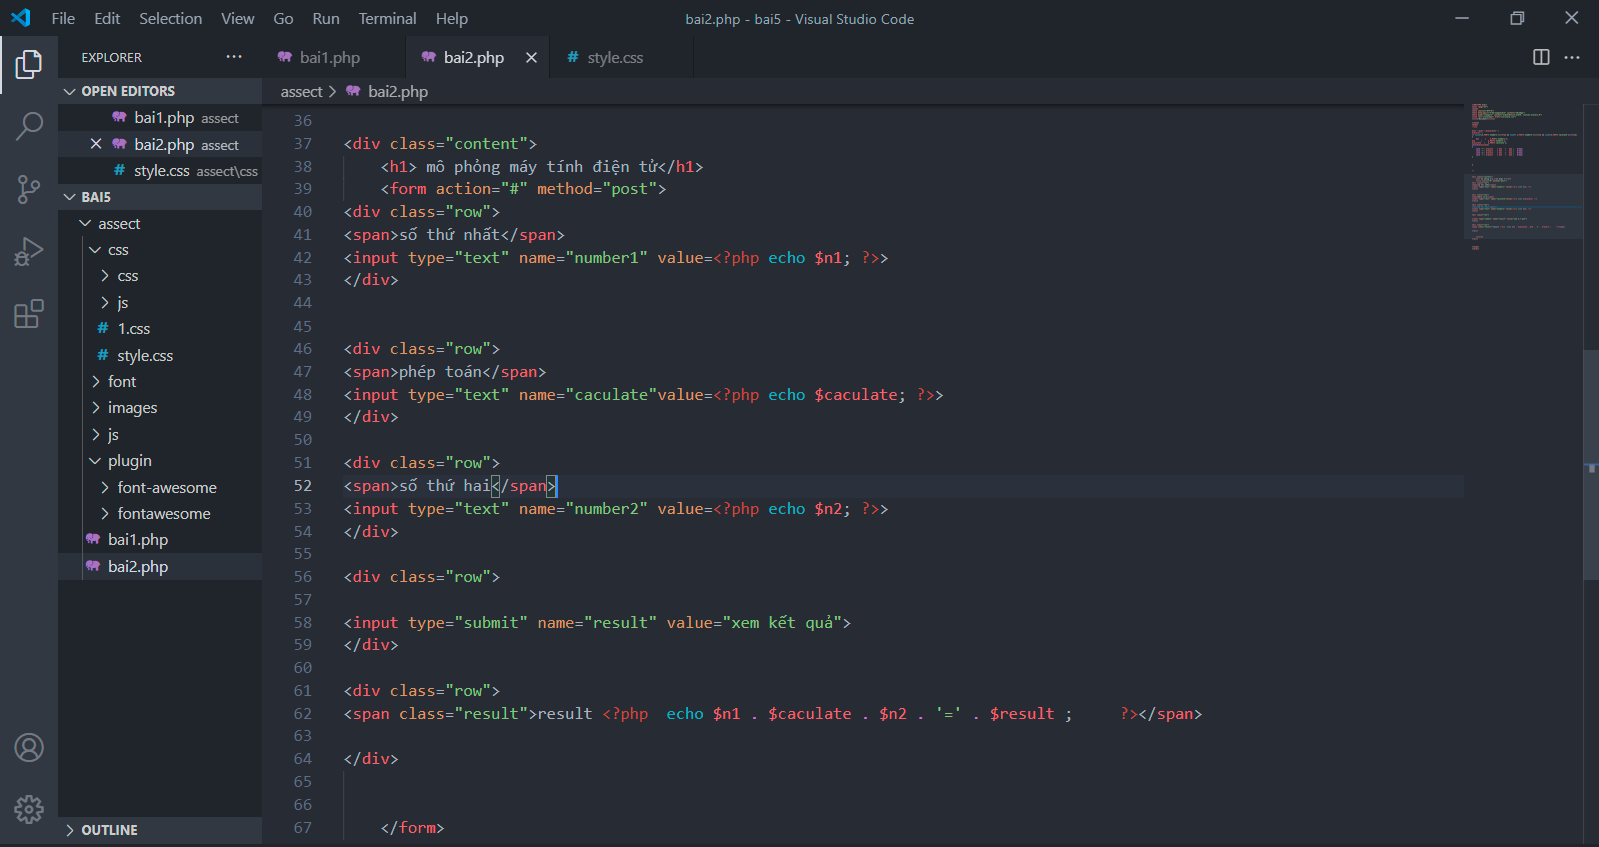 File Edit Selection View Go Run Terminal Help bai2.php - bai5 - Visual Studio Code
EXPLORER ···
OPEN EDITORS
bai1.php assect
bai2.php assect
style.css assect\css
BAI5
assect
css
css
js
1.css
style.css
font
images
js
plugin
font-awesome
fontawesome
bai1.php
bai2.php
OUTLINE
bai1.php bai2.php style.css
assect > bai2.php
36
37 <div class="content">
38 <h1> mô phỏng máy tính điện tử</h1>
39 <form action="#" method="post">
40 <div class="row">
41 <span>số thứ nhất</span>
42 <input type="text" name="number1" value=<?php echo $n1; ?>>
43 </div>
44
45
46 <div class="row">
47 <span>phép toán</span>
48 <input type="text" name="caculate"value=<?php echo $caculate; ?>>
49 </div>
50
51 <div class="row">
52 <span>số thứ hai</span>
53 <input type="text" name="number2" value=<?php echo $n2; ?>>
54 </div>
55
56 <div class="row">
57
58 <input type="submit" name="result" value="xem kết quả">
59 </div>
60
61 <div class="row">
62 <span class="result">result <?php  echo $n1 . $caculate . $n2 . '=' . $result ;     ?></span>
63
64 </div>
65
66
67 </form>